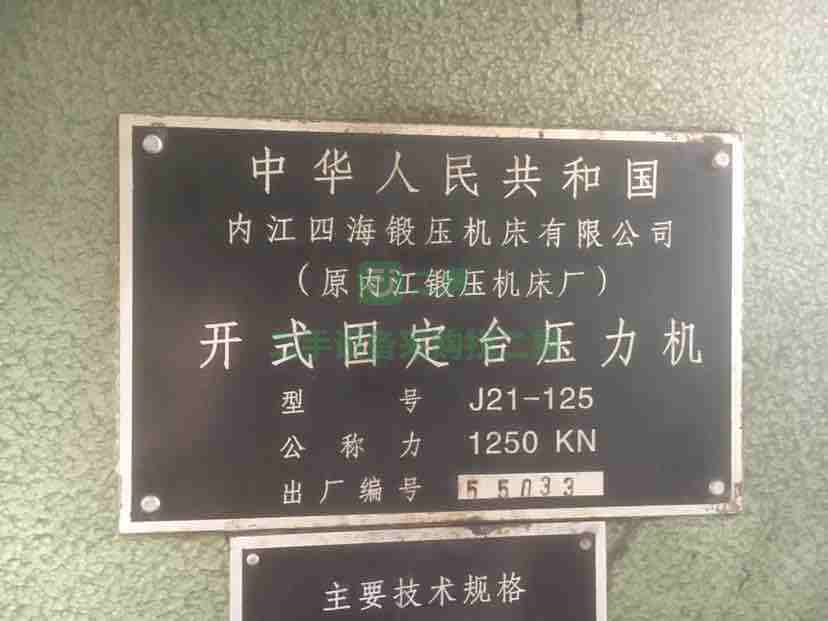 中华人民共和国
内江四海锻压机床有限公司
（原内江锻压机床厂）
开式固定台压力机
型号 J21-125
公称力 1250 KN
出厂编号 55033
主要技术规格